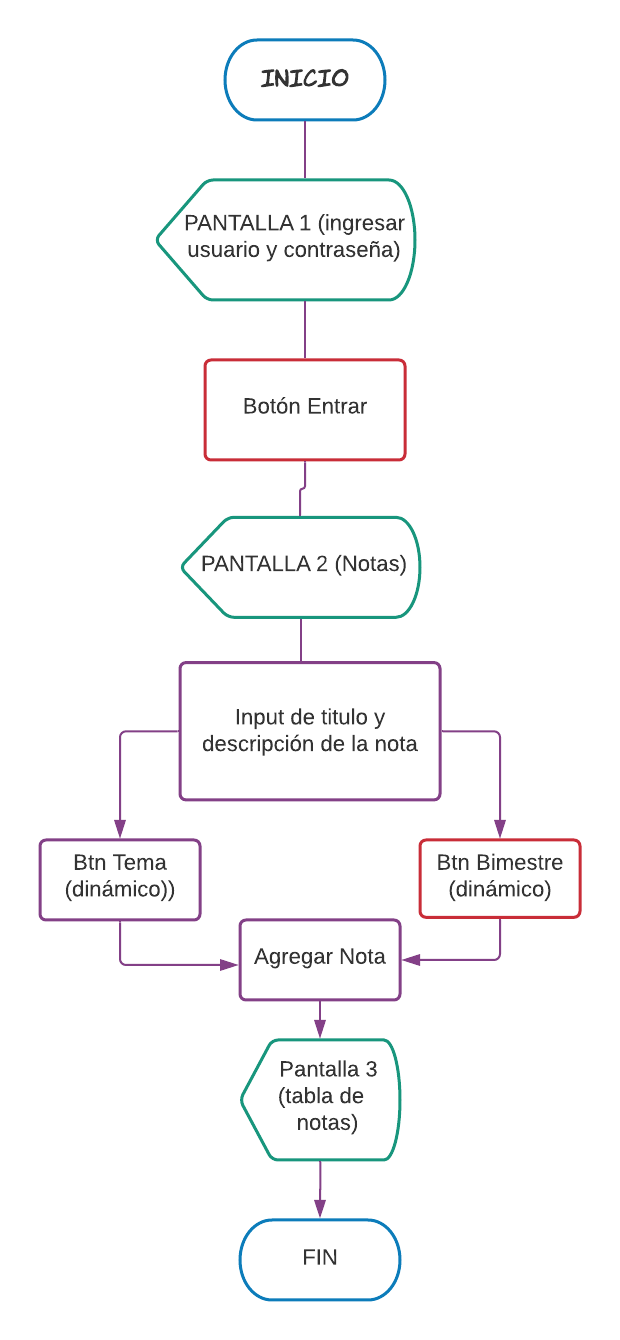 INICIO
PANTALLA 1 (ingresar
usuario y contraseña)
Botón Entrar
PANTALLA 2 (Notas)
Input de titulo y
descripción de la nota
Btn Tema
(dinámico))
Btn Bimestre
(dinámico)
Agregar Nota
Pantalla 3
(tabla de
notas)
FIN